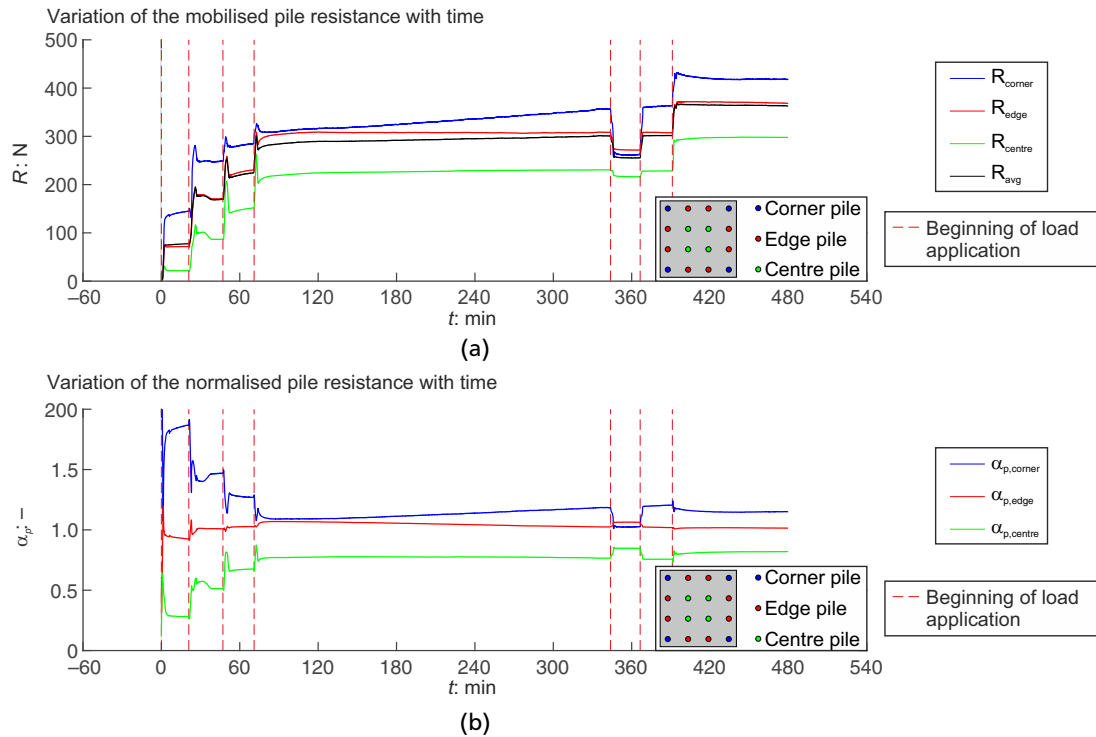 Variation of the mobilised pile resistance with time
500
400
300
200
100
0
R: N
–60 0 60 120 180 240 300 360 420 480 540
t: min
Corner pile
Edge pile
Centre pile
R corner
R edge
R centre
R avg
Beginning of load
application
(a)
Variation of the normalised pile resistance with time
200
1.5
1.0
0.5
0
αp: –
–60 0 60 120 180 240 300 360 420 480 540
t: min
Corner pile
Edge pile
Centre pile
αp,corner
αp,edge
αp,centre
Beginning of load
application
(b)